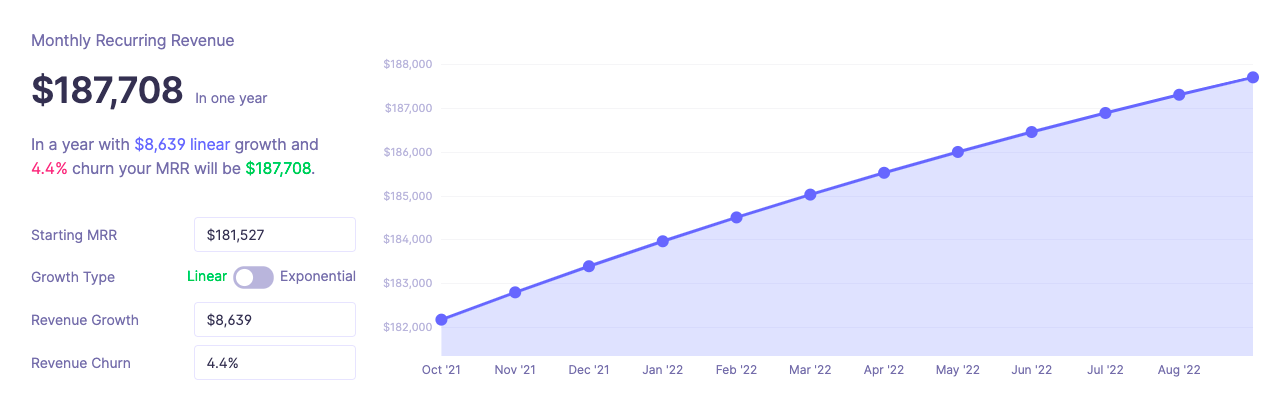 Monthly Recurring Revenue
$187,708 In one year
In a year with $8,639 linear growth and
4.4% churn your MRR will be $187,708.
Starting MRR $181,527
Growth Type Linear Exponential
Revenue Growth $8,639
Revenue Churn 4.4%
$188,000
$187,000
$186,000
$185,000
$184,000
$183,000
$182,000
Oct '21 Nov '21 Dec '21 Jan '22 Feb '22 Mar '22 Apr '22 May '22 Jun '22 Jul '22 Aug '22